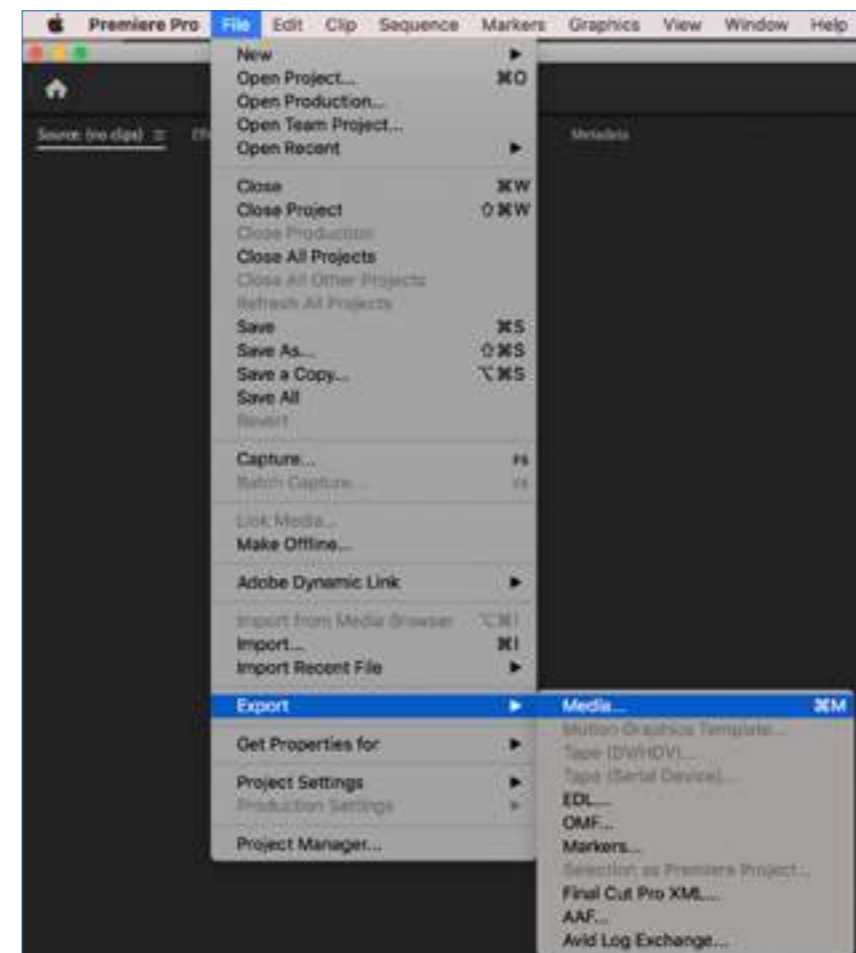 Premiere Pro File Edit Clip Sequence Markers Graphics View Window Help
Source: (no clips)
Metadata
New
Open Project... ⌘O
Open Production...
Open Team Project...
Open Recent
Close ⌘W
Close Project ⇧⌘W
Close Production
Close All Projects
Close All Other Projects
Refresh All Projects
Save ⌘S
Save As... ⇧⌘S
Save a Copy... ⌥⌘S
Save All
Revert
Capture... F5
Batch Capture...
Link Media...
Make Offline...
Adobe Dynamic Link
Import from Media Browser ⌥⌘I
Import... ⌘I
Import Recent File
Export
Get Properties for
Project Settings
Production Settings
Project Manager...
Media... ⌘M
Motion Graphics Template...
Tape (DV/HDV)...
Tape (Serial Device)...
EDL...
OMF...
Markers...
Selection as Premiere Project...
Final Cut Pro XML...
AAF...
Avid Log Exchange...